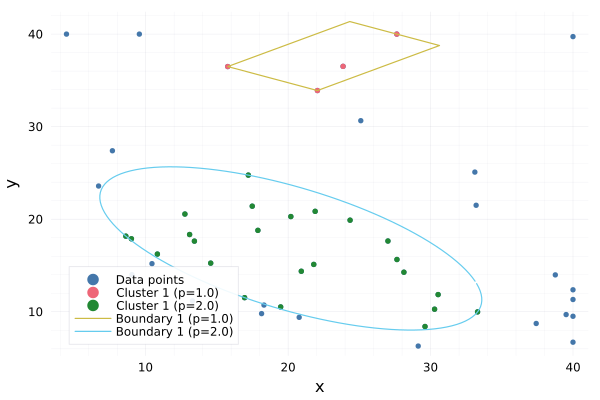 40
30
20
10
y
Data points
Cluster 1 (p=1.0)
Cluster 1 (p=2.0)
Boundary 1 (p=1.0)
Boundary 1 (p=2.0)
10 20 30 40
x